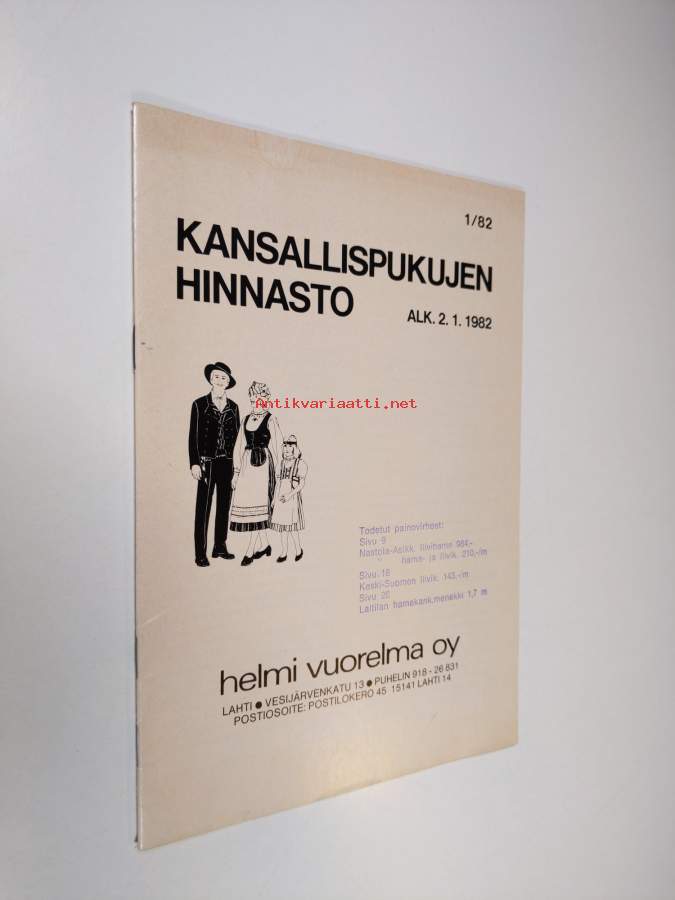 1/82
KANSALLISPUKUJEN
HINNASTO
ALK. 2. 1. 1982
Antikvariaatti.net
Todetut painovirheet:
Sivu 9
Nastola-Asikk. liivihame 984,-
" hame- ja liivik. 210,-/m
Sivu 18
Keski-Suomen liivik. 143,-/m
Sivu 20
Laitilan hamekank.menekki 1,7 m
helmi vuorelma oy
LAHTI ● VESIJÄRVENKATU 13 ● PUHELIN 918 - 26 831
POSTIOSOITE: POSTILOKERO 45 15141 LAHTI 14